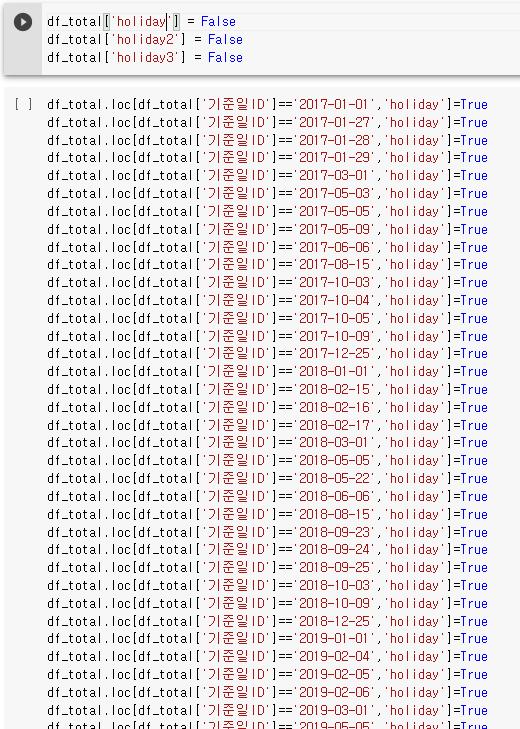 df_total['holiday'] = False
df_total['holiday2'] = False
df_total['holiday3'] = False
[ ] df_total.loc[df_total['기준일ID']=='2017-01-01','holiday']=True
df_total.loc[df_total['기준일ID']=='2017-01-27','holiday']=True
df_total.loc[df_total['기준일ID']=='2017-01-28','holiday']=True
df_total.loc[df_total['기준일ID']=='2017-01-29','holiday']=True
df_total.loc[df_total['기준일ID']=='2017-03-01','holiday']=True
df_total.loc[df_total['기준일ID']=='2017-05-03','holiday']=True
df_total.loc[df_total['기준일ID']=='2017-05-05','holiday']=True
df_total.loc[df_total['기준일ID']=='2017-05-09','holiday']=True
df_total.loc[df_total['기준일ID']=='2017-06-06','holiday']=True
df_total.loc[df_total['기준일ID']=='2017-08-15','holiday']=True
df_total.loc[df_total['기준일ID']=='2017-10-03','holiday']=True
df_total.loc[df_total['기준일ID']=='2017-10-04','holiday']=True
df_total.loc[df_total['기준일ID']=='2017-10-05','holiday']=True
df_total.loc[df_total['기준일ID']=='2017-10-09','holiday']=True
df_total.loc[df_total['기준일ID']=='2017-12-25','holiday']=True
df_total.loc[df_total['기준일ID']=='2018-01-01','holiday']=True
df_total.loc[df_total['기준일ID']=='2018-02-15','holiday']=True
df_total.loc[df_total['기준일ID']=='2018-02-16','holiday']=True
df_total.loc[df_total['기준일ID']=='2018-02-17','holiday']=True
df_total.loc[df_total['기준일ID']=='2018-03-01','holiday']=True
df_total.loc[df_total['기준일ID']=='2018-05-05','holiday']=True
df_total.loc[df_total['기준일ID']=='2018-05-22','holiday']=True
df_total.loc[df_total['기준일ID']=='2018-06-06','holiday']=True
df_total.loc[df_total['기준일ID']=='2018-08-15','holiday']=True
df_total.loc[df_total['기준일ID']=='2018-09-23','holiday']=True
df_total.loc[df_total['기준일ID']=='2018-09-24','holiday']=True
df_total.loc[df_total['기준일ID']=='2018-09-25','holiday']=True
df_total.loc[df_total['기준일ID']=='2018-10-03','holiday']=True
df_total.loc[df_total['기준일ID']=='2018-10-09','holiday']=True
df_total.loc[df_total['기준일ID']=='2018-12-25','holiday']=True
df_total.loc[df_total['기준일ID']=='2019-01-01','holiday']=True
df_total.loc[df_total['기준일ID']=='2019-02-04','holiday']=True
df_total.loc[df_total['기준일ID']=='2019-02-05','holiday']=True
df_total.loc[df_total['기준일ID']=='2019-02-06','holiday']=True
df_total.loc[df_total['기준일ID']=='2019-03-01','holiday']=True
df_total.loc[df_total['기준일ID']=='2019-05-05','holiday']=True